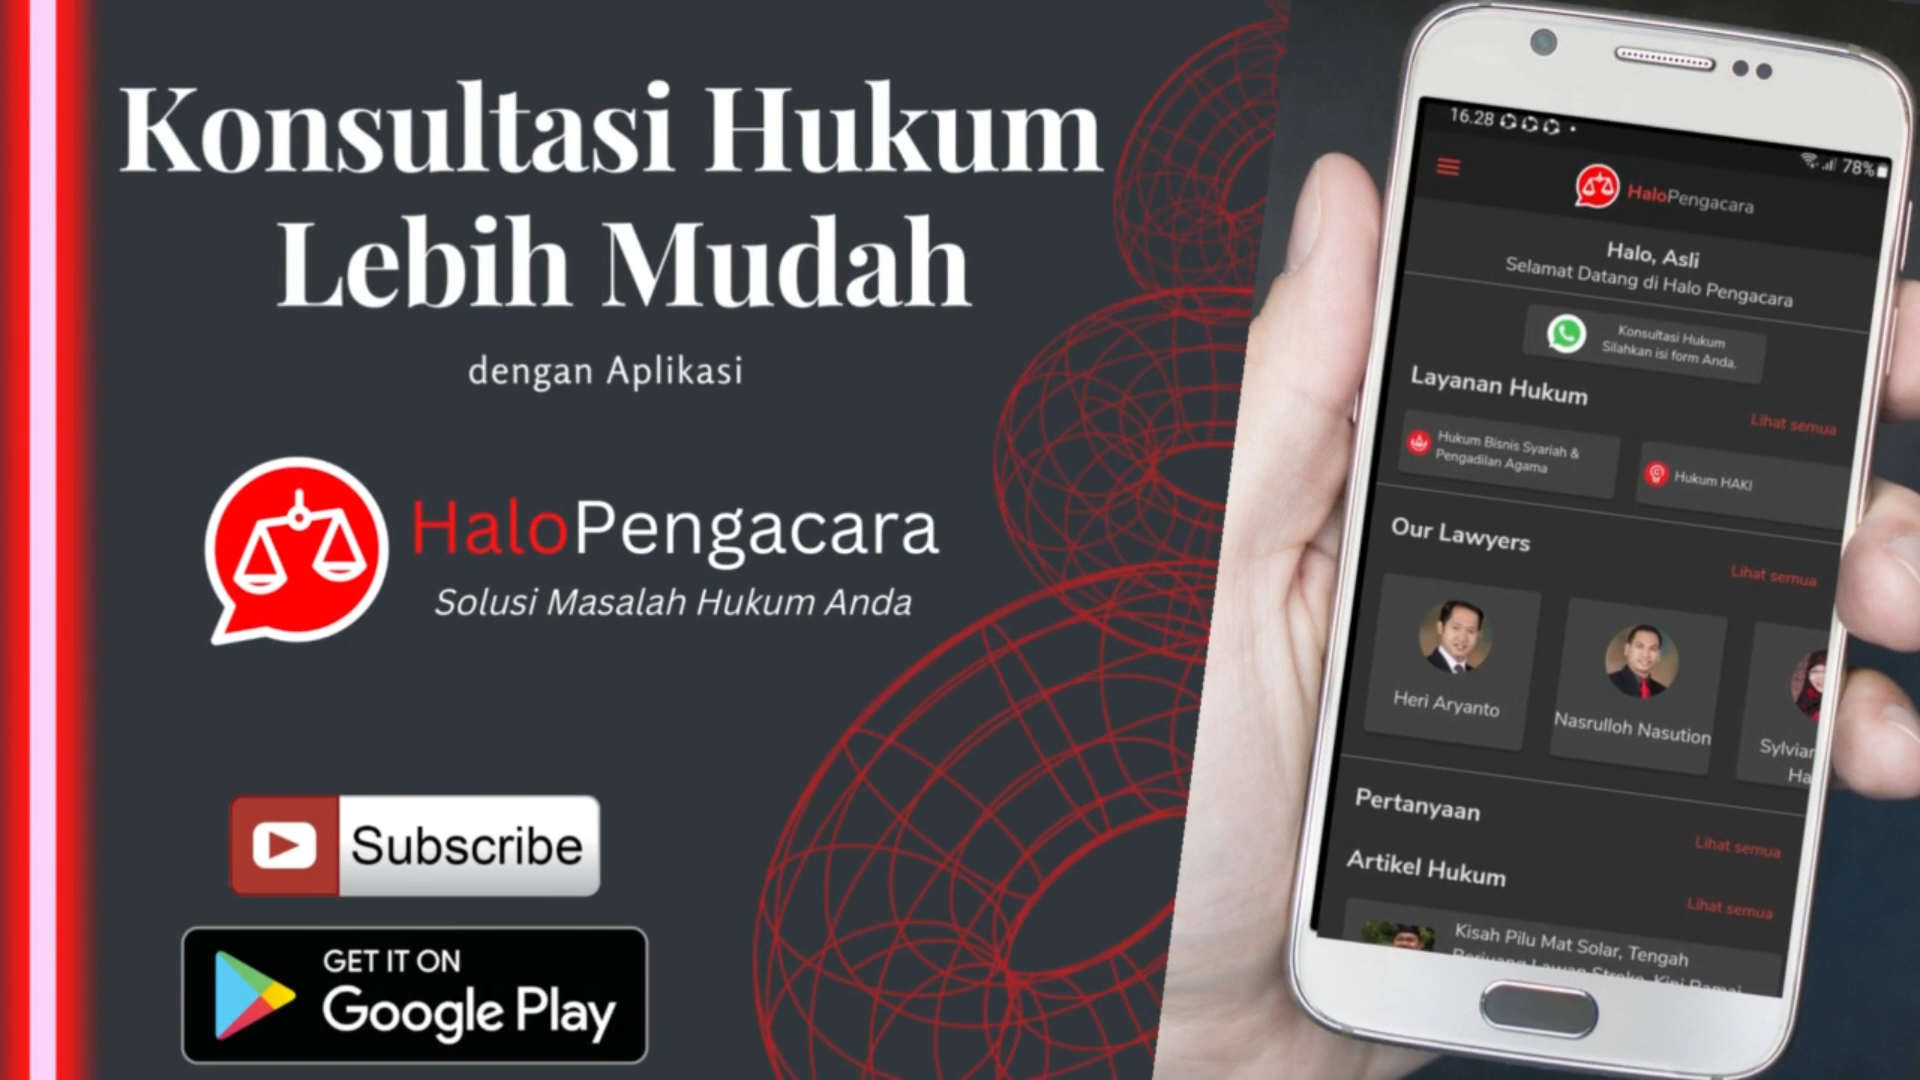 Konsultasi Hukum
Lebih Mudah
dengan Aplikasi
HaloPengacara
Solusi Masalah Hukum Anda
Subscribe
GET IT ON
Google Play
16.28
78%
HaloPengacara
Halo, Asli
Selamat Datang di Halo Pengacara
Konsultasi Hukum
Silahkan isi form Anda.
Layanan Hukum
Lihat semua
Hukum Bisnis Syariah &
Pengadilan Agama
Hukum HAKI
Our Lawyers
Lihat semua
Heri Aryanto
Nasrulloh Nasution
Pertanyaan
Lihat semua
Artikel Hukum
Lihat semua
Kisah Pilu Mat Solar, Tengah